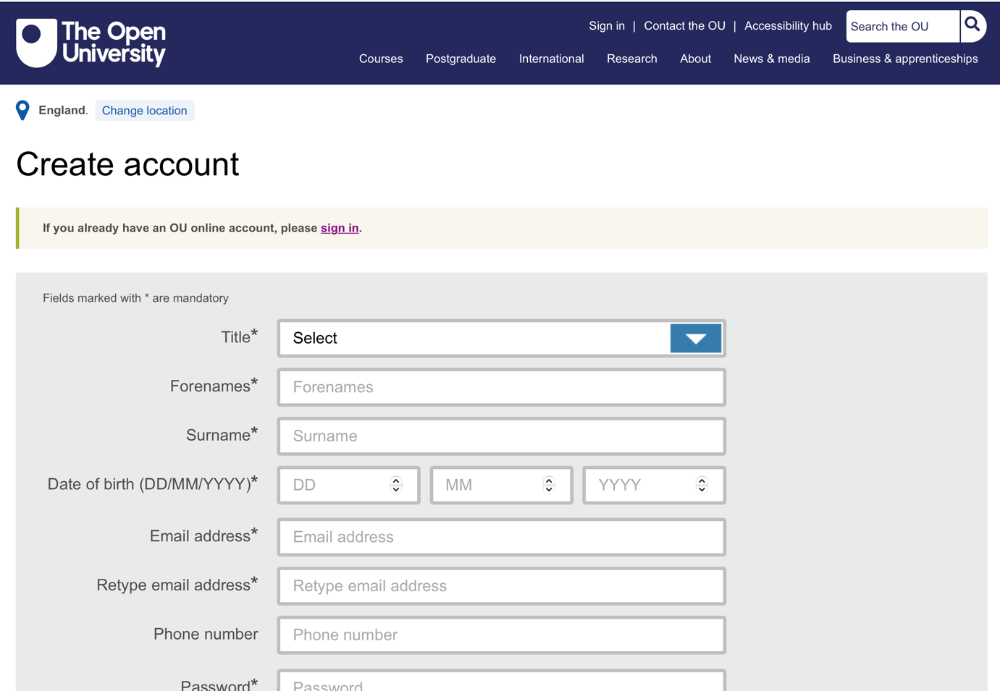 The Open
University
Sign in | Contact the OU | Accessibility hub
Search the OU
Courses Postgraduate International Research About News & media Business & apprenticeships
England. Change location
Create account
If you already have an OU online account, please sign in.
Fields marked with * are mandatory
Title* Select
Forenames* Forenames
Surname* Surname
Date of birth (DD/MM/YYYY)* DD MM YYYY
Email address* Email address
Retype email address* Retype email address
Phone number Phone number
Password* Password